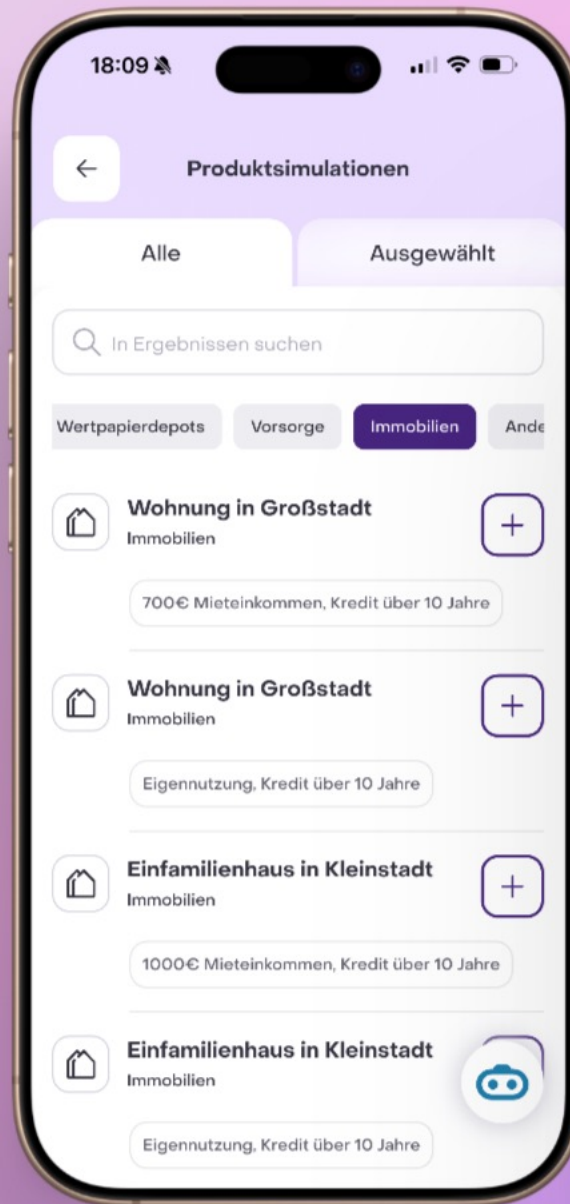 18:09
Produktsimulationen
Alle
Ausgewählt
In Ergebnissen suchen
Wertpapierdepots
Vorsorge
Immobilien
Ande
Wohnung in Großstadt
Immobilien
700€ Mieteinkommen, Kredit über 10 Jahre
Wohnung in Großstadt
Immobilien
Eigennutzung, Kredit über 10 Jahre
Einfamilienhaus in Kleinstadt
Immobilien
1000€ Mieteinkommen, Kredit über 10 Jahre
Einfamilienhaus in Kleinstadt
Immobilien
Eigennutzung, Kredit über 10 Jahre